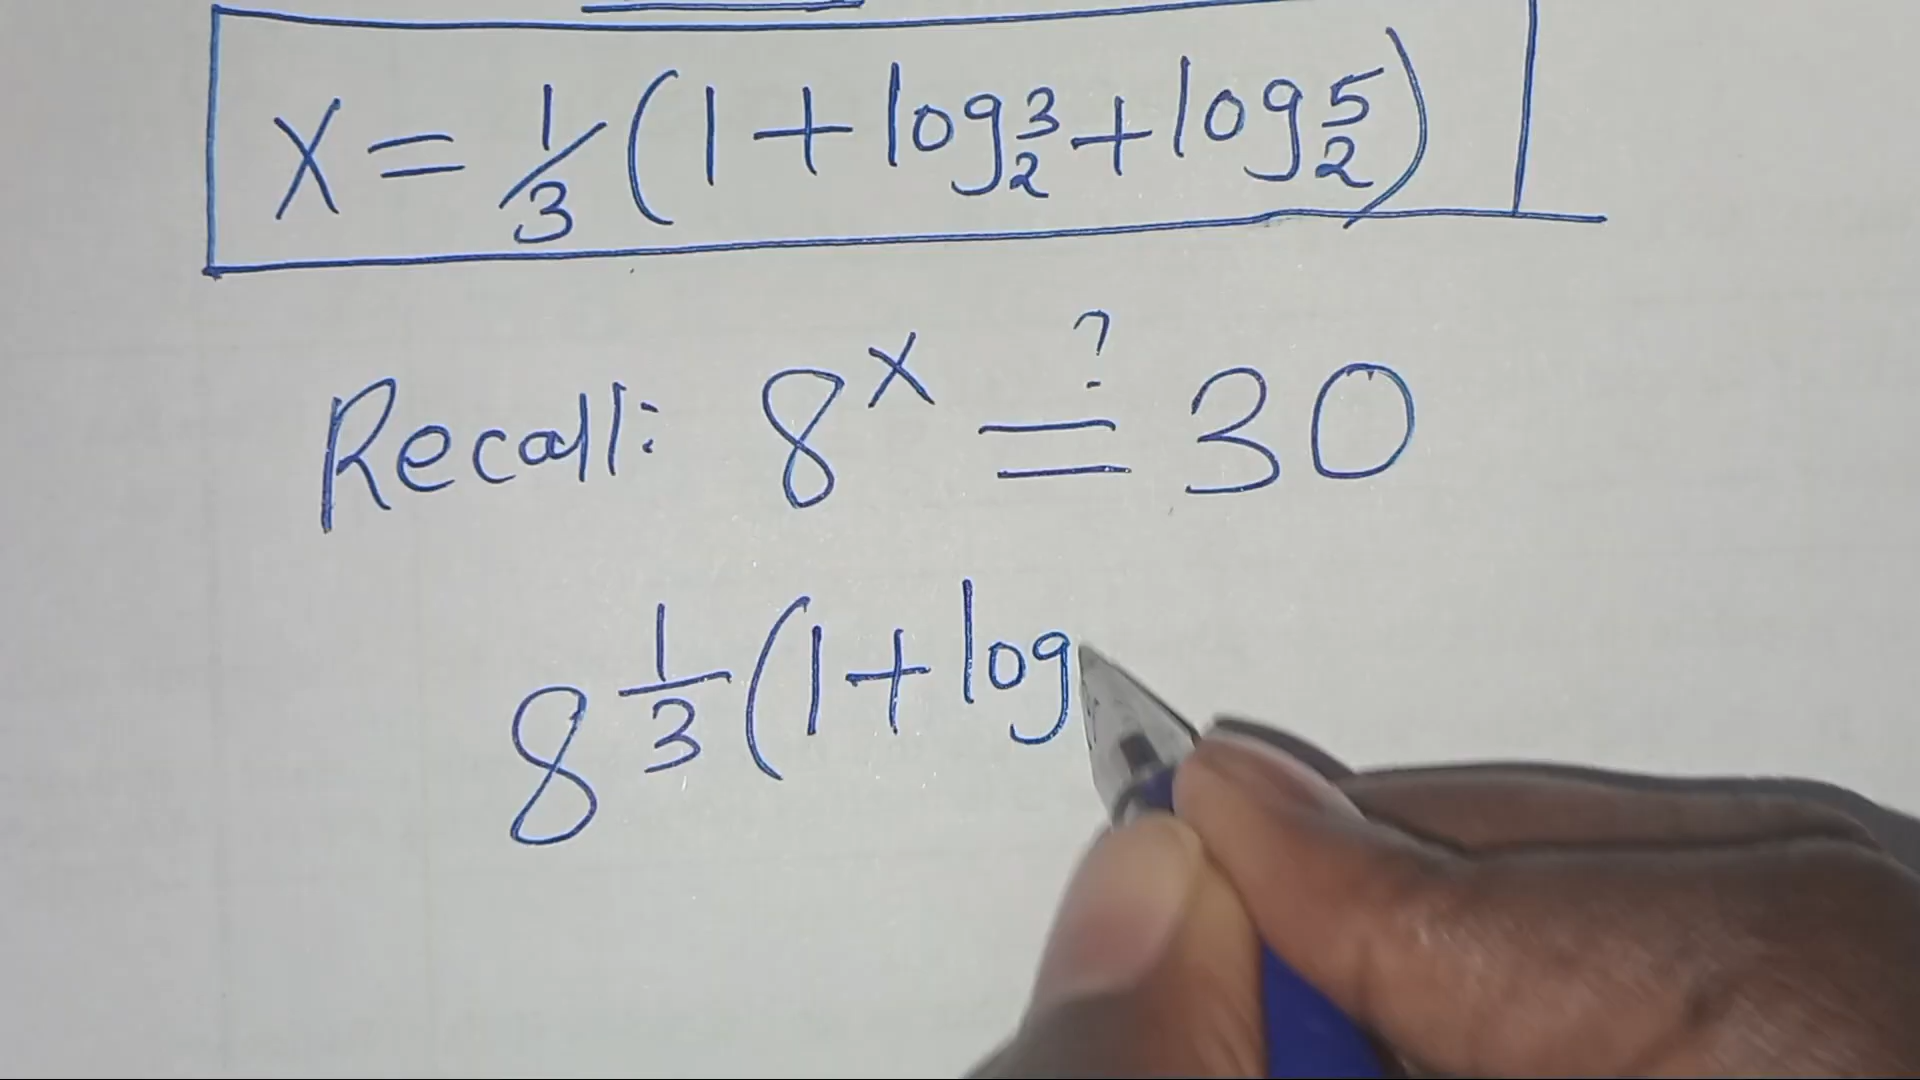 X = 1/3 (1 + log₂3 + log₂5)
Recall: 8^X =? 30
8^1/3 (1 + log